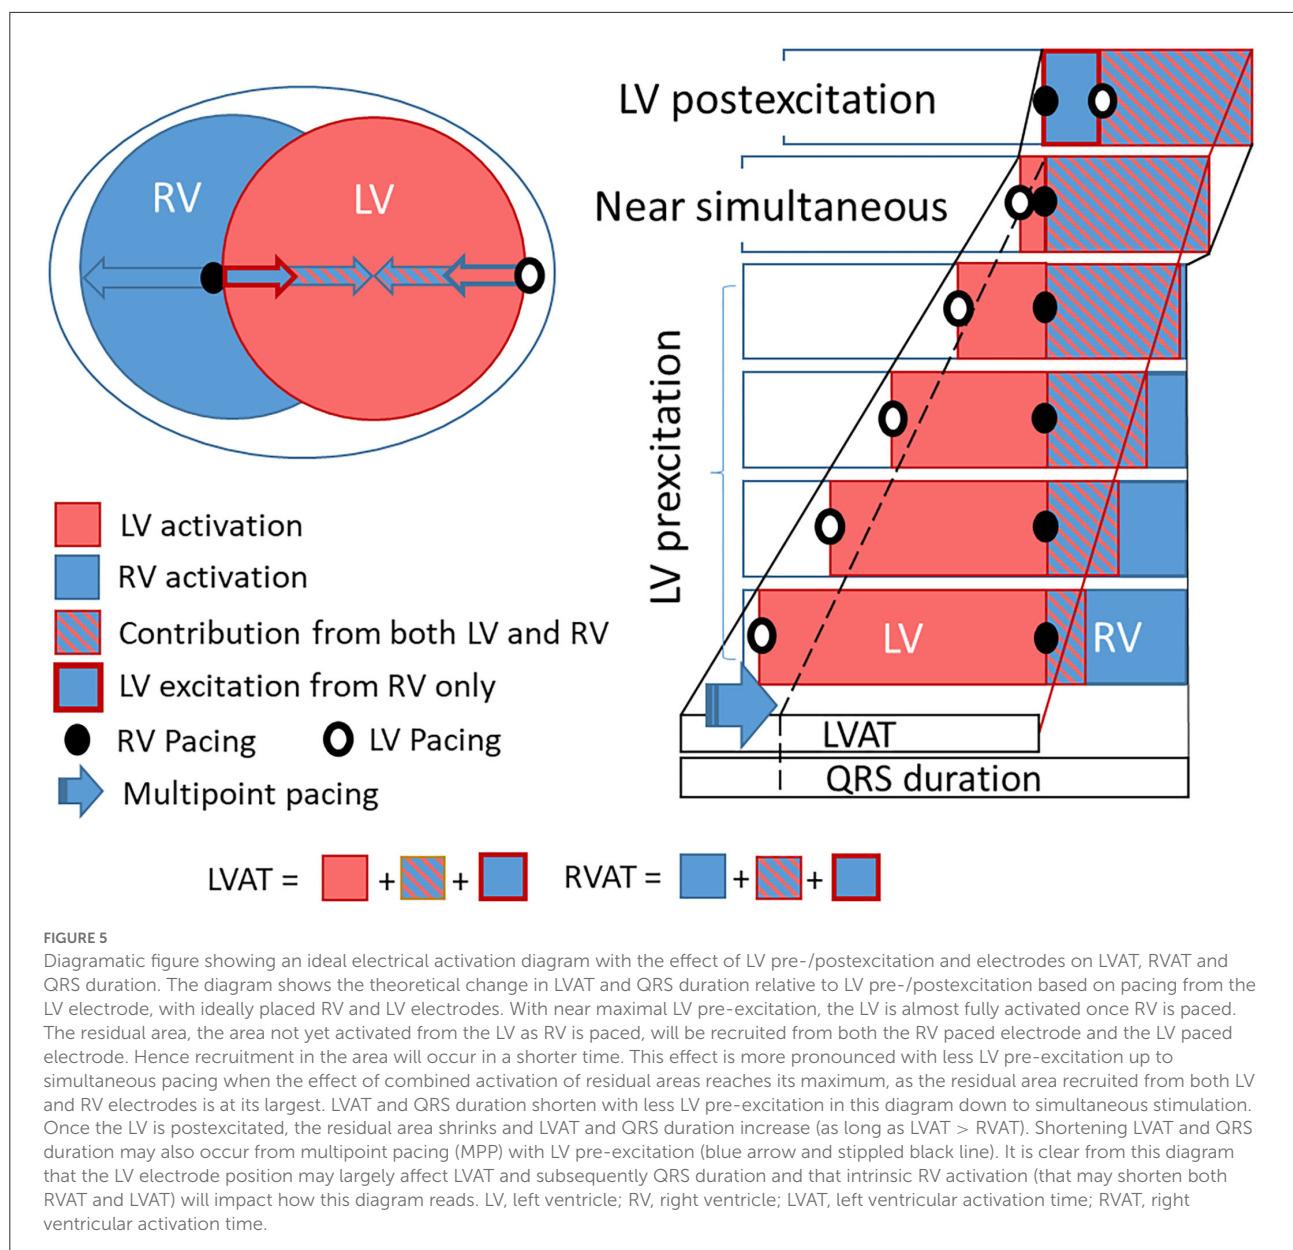 LV postexcitation
RV
LV
Near simultaneous
LV prexcitation
LV activation
RV activation
Contribution from both LV and RV
LV excitation from RV only
RV Pacing
LV Pacing
Multipoint pacing
LV
RV
LVAT
QRS duration
LVAT = + +
RVAT = + +
FIGURE 5
Diagramatic figure showing an ideal electrical activation diagram with the effect of LV pre-/postexcitation and electrodes on LVAT, RVAT and
QRS duration. The diagram shows the theoretical change in LVAT and QRS duration relative to LV pre-/postexcitation based on pacing from the
LV electrode, with ideally placed RV and LV electrodes. With near maximal LV pre-excitation, the LV is almost fully activated once RV is paced.
The residual area, the area not yet activated from the LV as RV is paced, will be recruited from both the RV paced electrode and the LV paced
electrode. Hence recruitment in the area will occur in a shorter time. This effect is more pronounced with less LV pre-excitation up to
simultaneous pacing when the effect of combined activation of residual areas reaches its maximum, as the residual area recruited from both LV
and RV electrodes is at its largest. LVAT and QRS duration shorten with less LV pre-excitation in this diagram down to simultaneous stimulation.
Once the LV is postexcitated, the residual area shrinks and LVAT and QRS duration increase (as long as LVAT > RVAT). Shortening LVAT and QRS
duration may also occur from multipoint pacing (MPP) with LV pre-excitation (blue arrow and stippled black line). It is clear from this diagram
that the LV electrode position may largely affect LVAT and subsequently QRS duration and that intrinsic RV activation (that may shorten both
RVAT and LVAT) will impact how this diagram reads. LV, left ventricle; RV, right ventricle; LVAT, left ventricular activation time; RVAT, right
ventricular activation time.